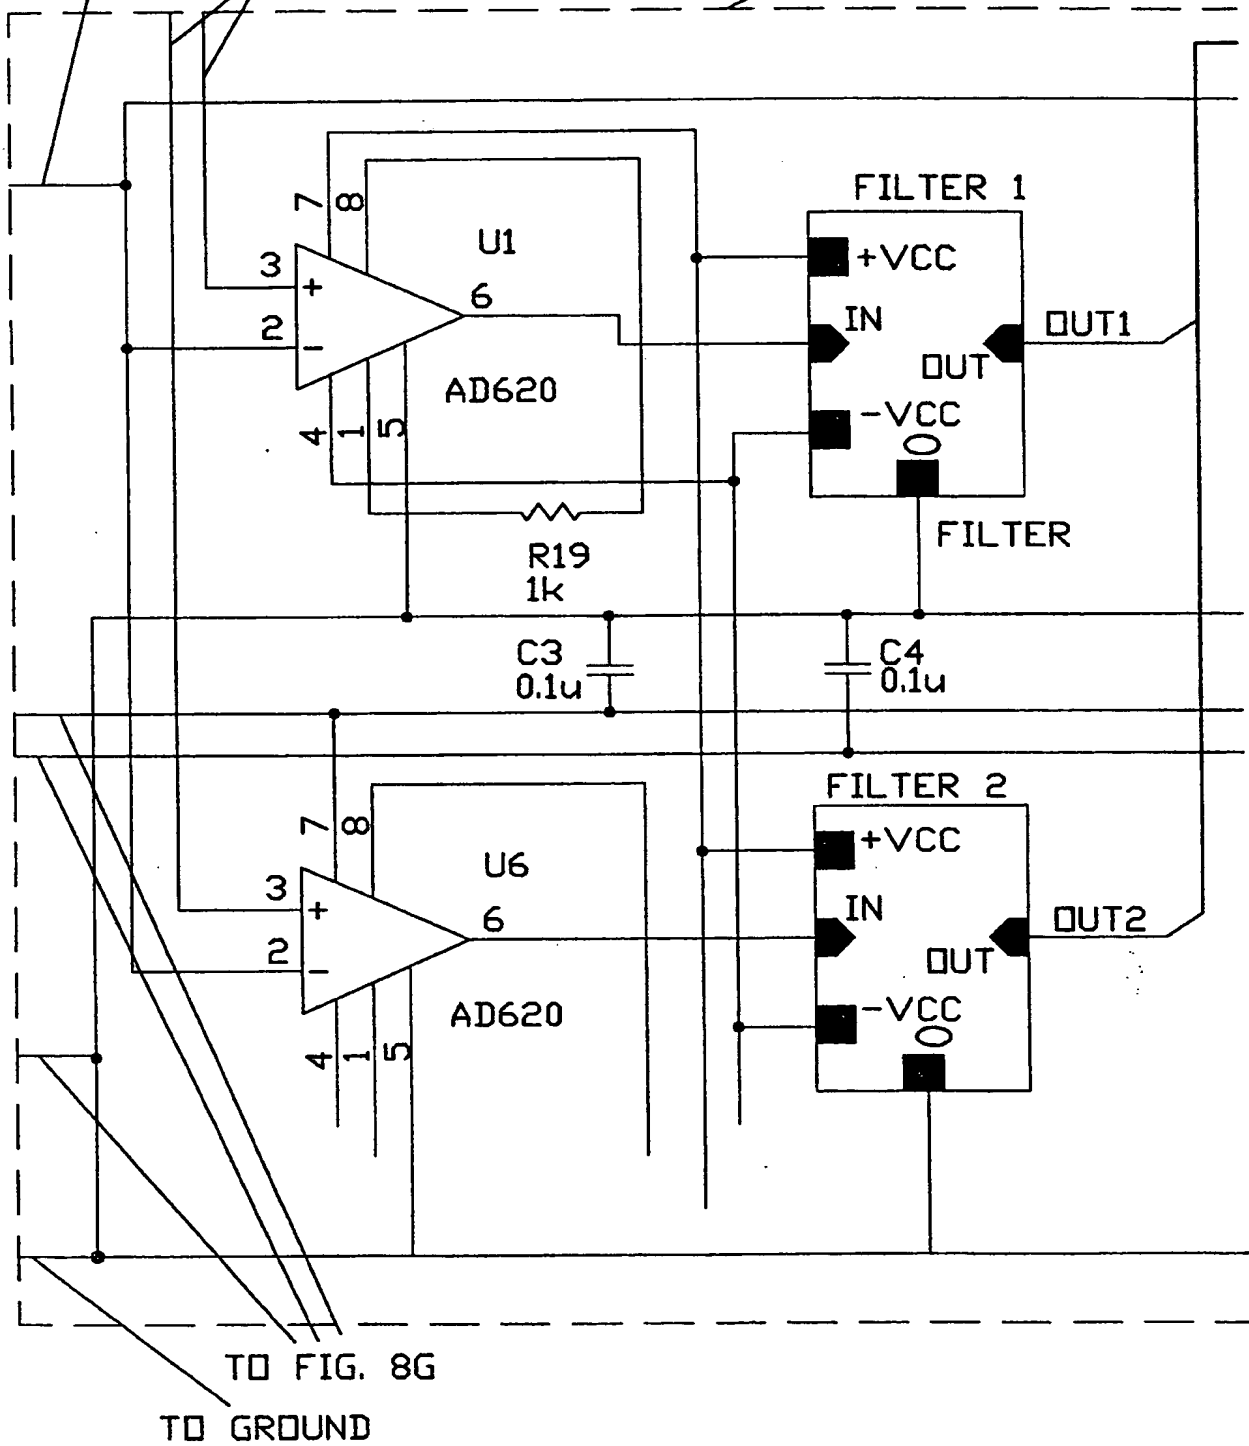 FILTER 1
7
8
U1
+VCC
3
+
6
IN
OUT1
2
-
OUT
AD620
-VCC
0
4
1
5
FILTER
R19
1k
C3
0.1u
C4
0.1u
FILTER 2
7
8
+VCC
U6
3
+
6
IN
OUT2
2
-
OUT
AD620
-VCC
0
4
1
5
TO FIG. 8G
TO GROUND